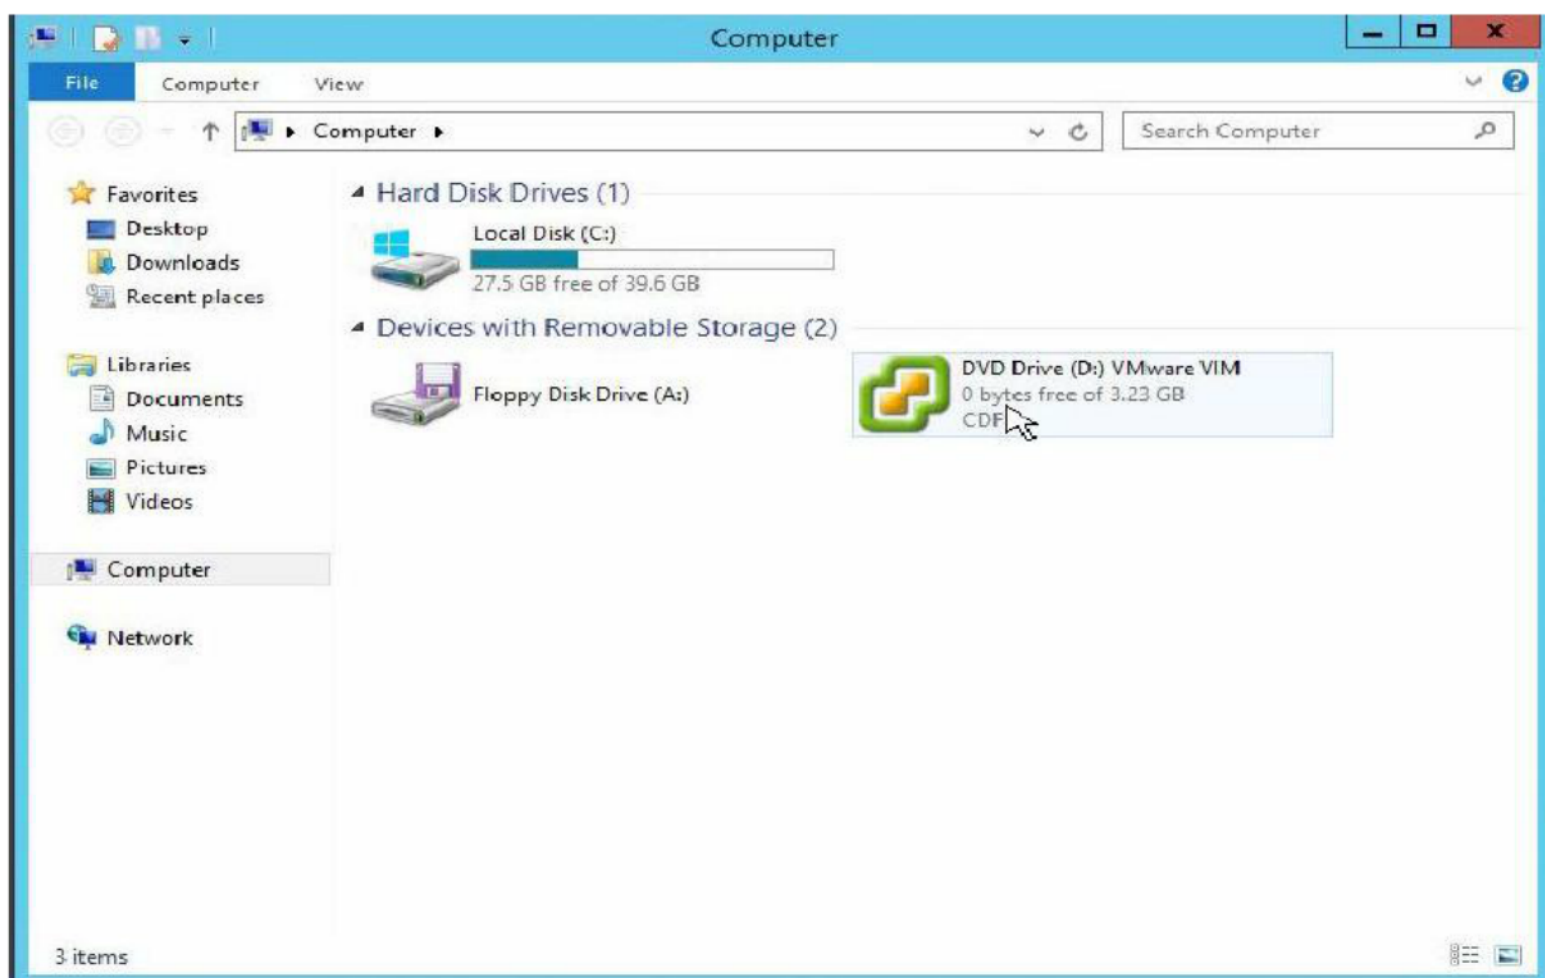 Computer
File Computer View
Computer
Search Computer
Favorites
Desktop
Downloads
Recent places
Libraries
Documents
Music
Pictures
Videos
Computer
Network
Hard Disk Drives (1)
Local Disk (C:)
27.5 GB free of 39.6 GB
Devices with Removable Storage (2)
Floppy Disk Drive (A:)
DVD Drive (D:) VMware VIM
0 bytes free of 3.23 GB
CDF
3 items